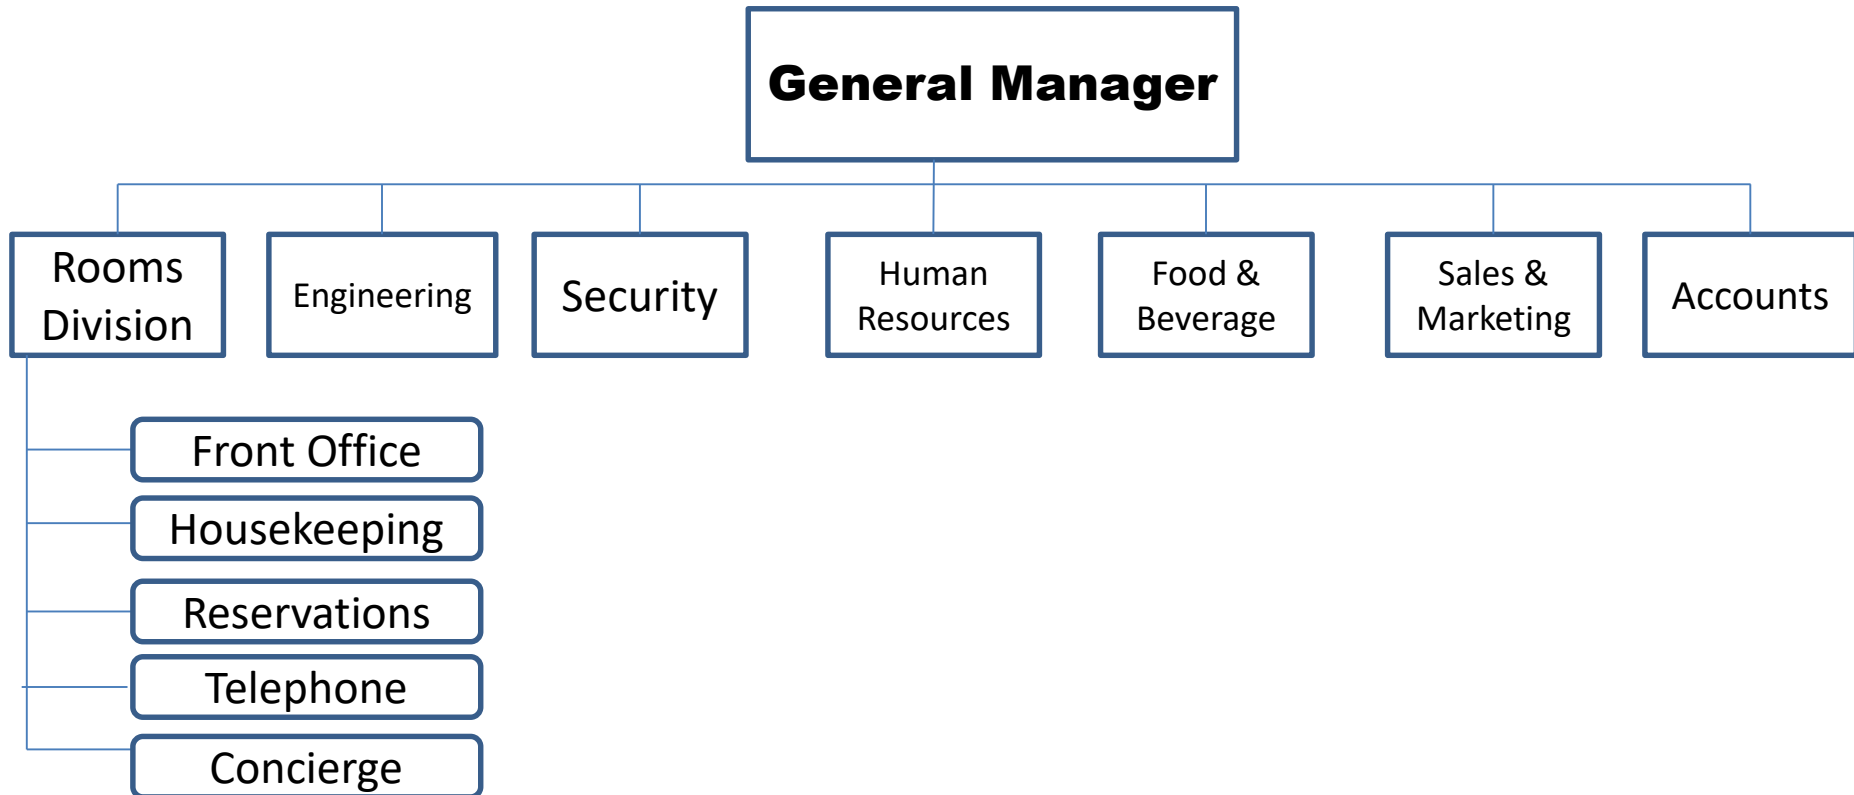 General Manager
Rooms
Division
Engineering
Security
Human
Resources
Food &
Beverage
Sales &
Marketing
Accounts
Front Office
Housekeeping
Reservations
Telephone
Concierge